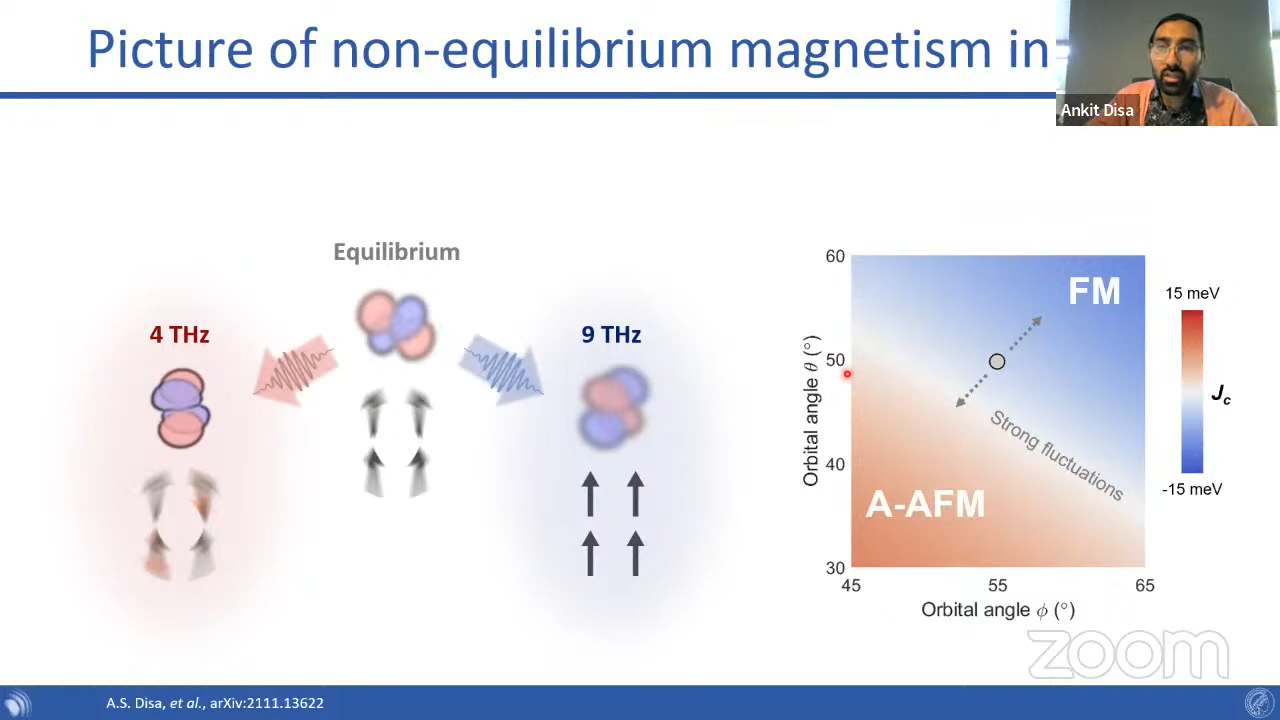 Picture of non-equilibrium magnetism in
Ankit Disa
Equilibrium
4 THz
9 THz
60
50
40
30
45
55
65
Orbital angle θ (°)
Orbital angle ϕ (°)
FM
Strong fluctuations
A-AFM
15 meV
Jc
-15 meV
zoom
A.S. Disa, et al., arXiv:2111.13622